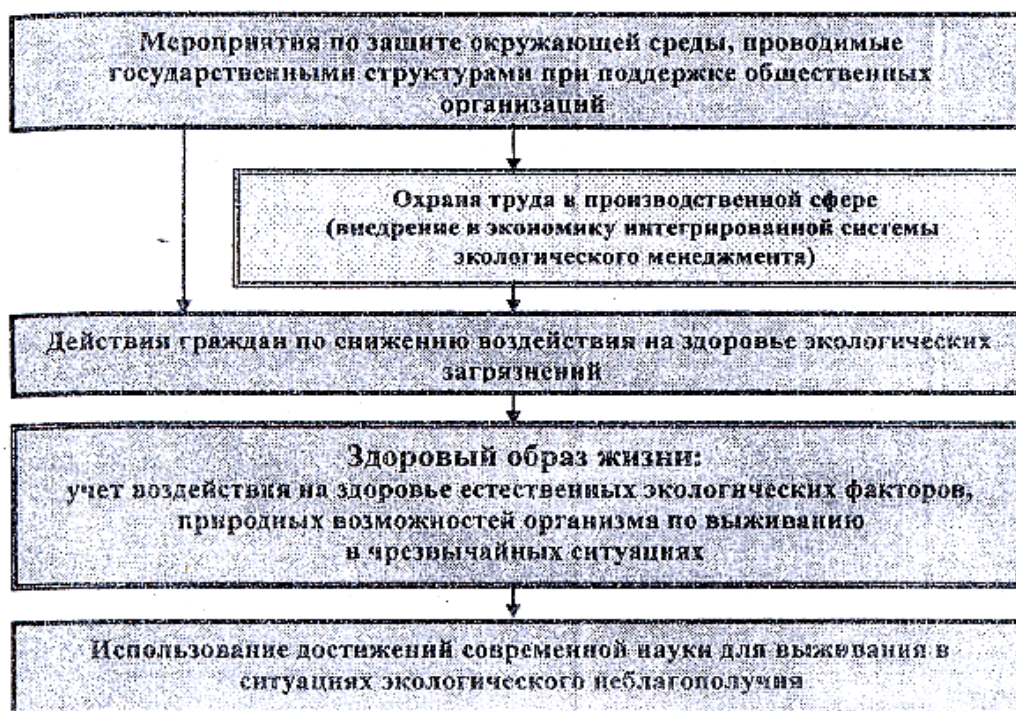 Мероприятия по защите окружающей среды, проводимые
государственными структурами при поддержке общественных
организаций
Охрана труда в производственной сфере
(внедрение в экономику интегрированной системы
экологического менеджмента)
Действия граждан по снижению воздействия на здоровье экологических
загрязнений
Здоровый образ жизни:
учет воздействия на здоровье естественных экологических факторов,
природных возможностей организма по выживанию
в чрезвычайных ситуациях
Использование достижений современной науки для выживания в
ситуациях экологического неблагополучия